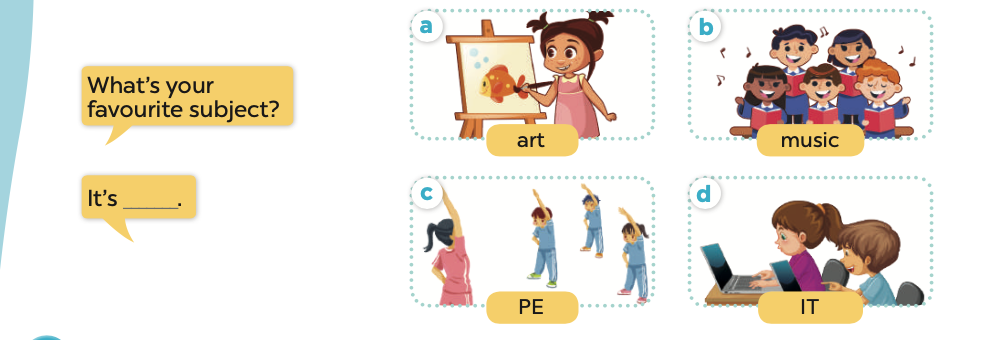 What's your
favourite subject?
It's _____.
a
art
b
music
c
PE
d
IT